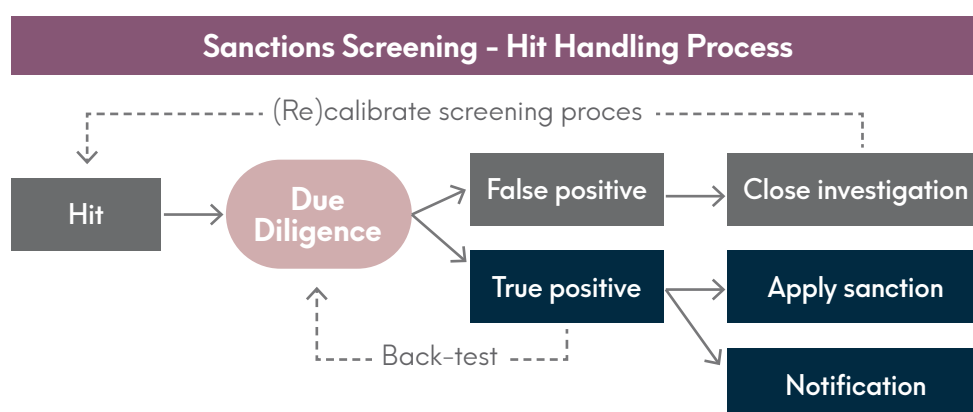 Sanctions Screening - Hit Handling Process
(Re)calibrate screening proces
Hit
Due
Diligence
False positive
Close investigation
True positive
Apply sanction
Back-test
Notification